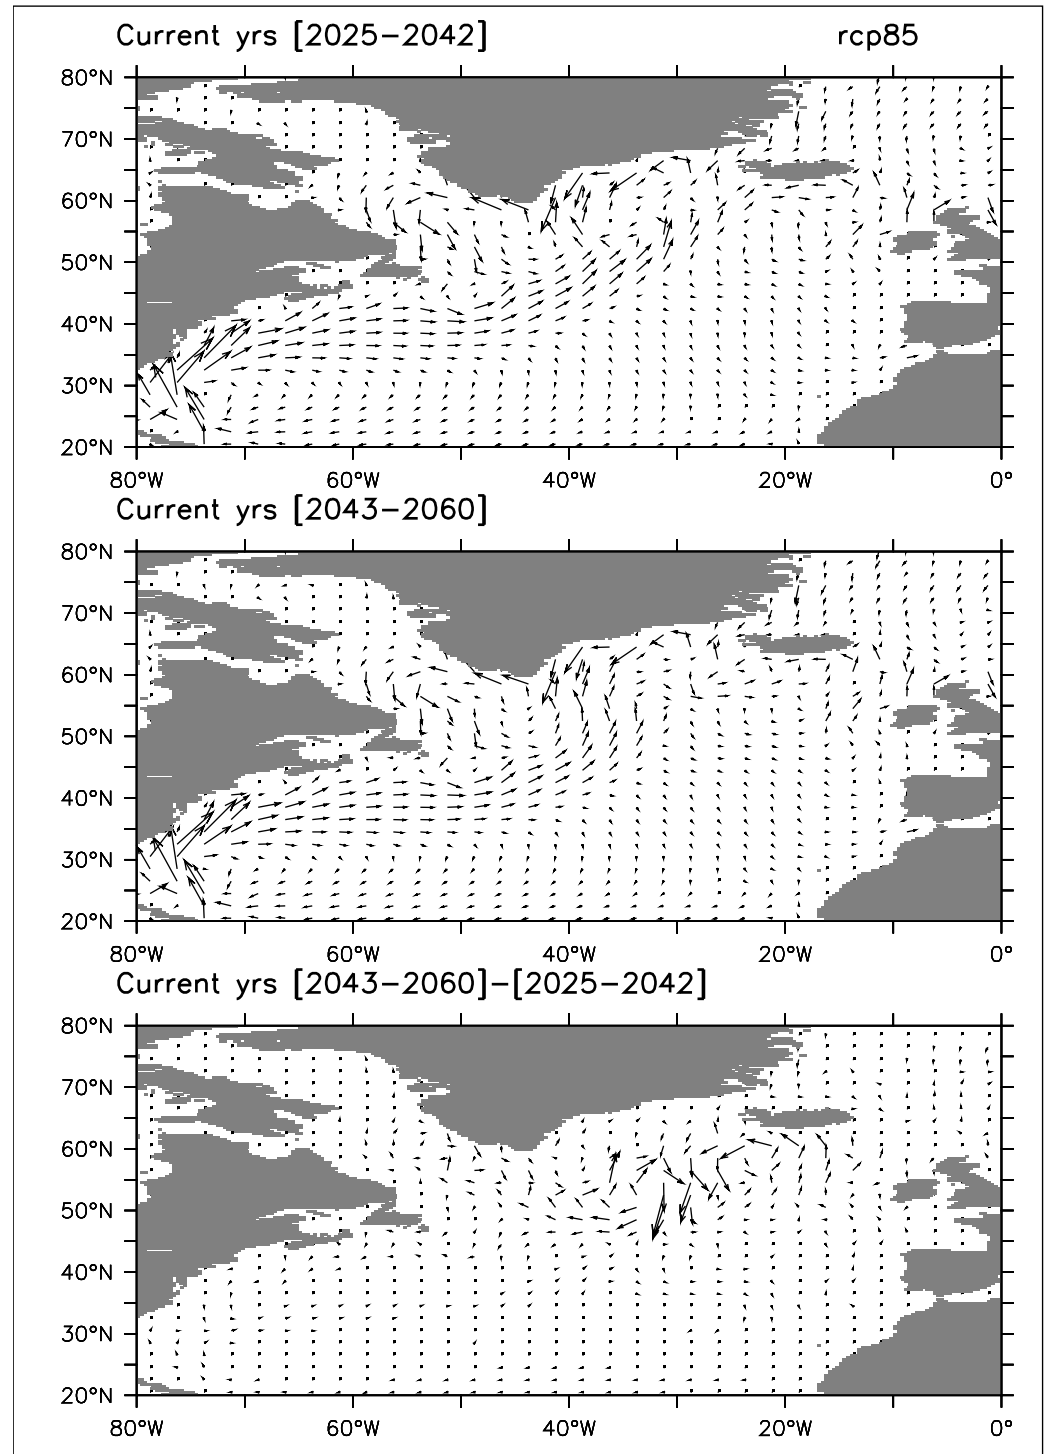 Current yrs [2025−2042] rcp85
80°N
70°N
60°N
50°N
40°N
30°N
20°N
80°W 60°W 40°W 20°W 0°
Current yrs [2043−2060]
80°N
70°N
60°N
50°N
40°N
30°N
20°N
80°W 60°W 40°W 20°W 0°
Current yrs [2043−2060]−[2025−2042]
80°N
70°N
60°N
50°N
40°N
30°N
20°N
80°W 60°W 40°W 20°W 0°